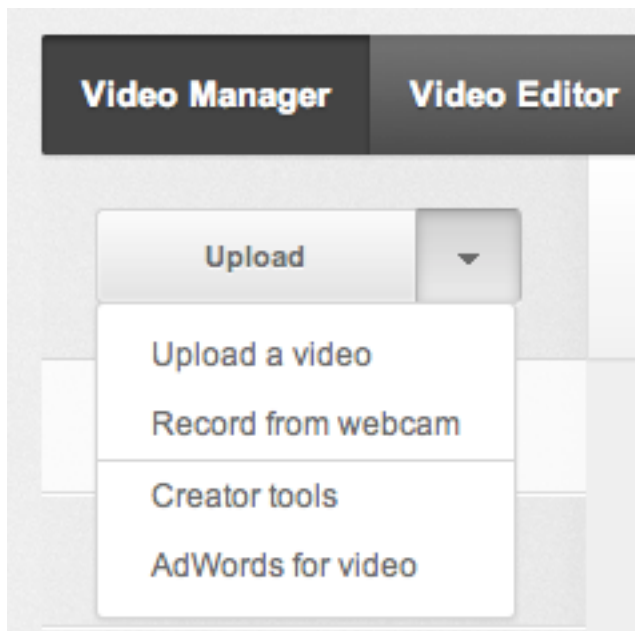 Video Manager Video Editor
Upload
Upload a video
Record from webcam
Creator tools
AdWords for video